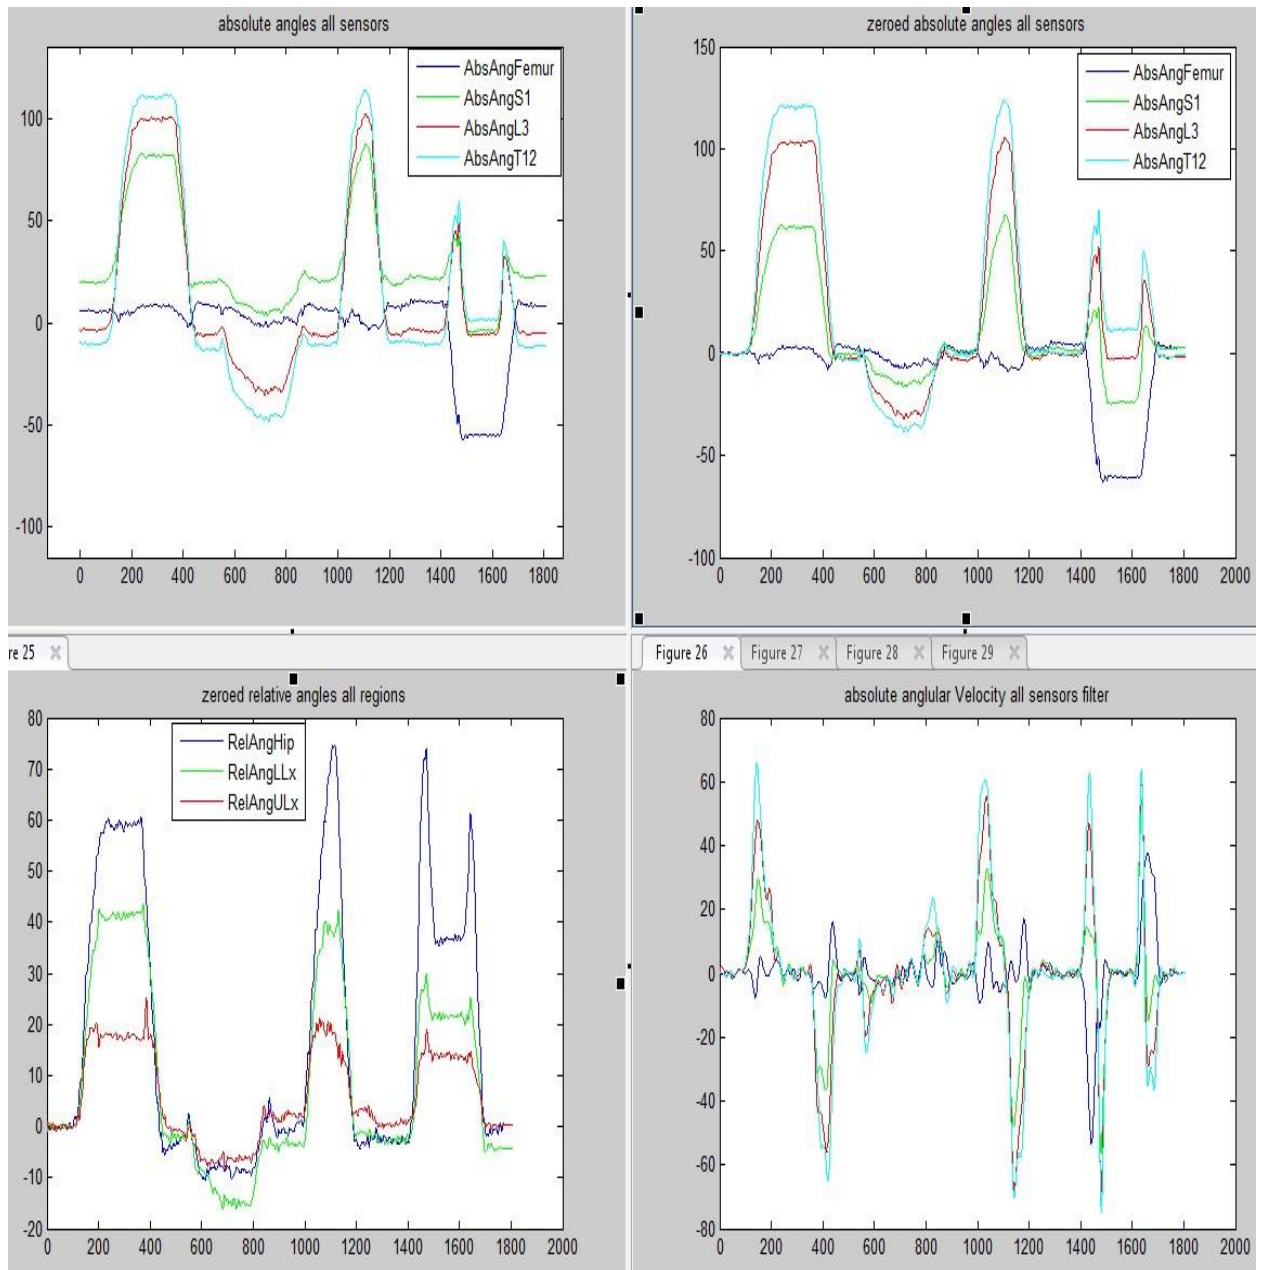 absolute angles all sensors
AbsAngFemur
AbsAngS1
AbsAngL3
AbsAngT12
100
50
0
-50
-100
0 200 400 600 800 1000 1200 1400 1600 1800
zeroed absolute angles all sensors
AbsAngFemur
AbsAngS1
AbsAngL3
AbsAngT12
150
100
50
0
-50
-100
0 200 400 600 800 1000 1200 1400 1600 1800 2000
re 25
zeroed relative angles all regions
RelAngHip
RelAngLLx
RelAngULx
80
70
60
50
40
30
20
10
0
-10
-20
0 200 400 600 800 1000 1200 1400 1600 1800 2000
Figure 26 Figure 27 Figure 28 Figure 29
absolute anglular Velocity all sensors filter
80
60
40
20
0
-20
-40
-60
-80
0 200 400 600 800 1000 1200 1400 1600 1800 2000